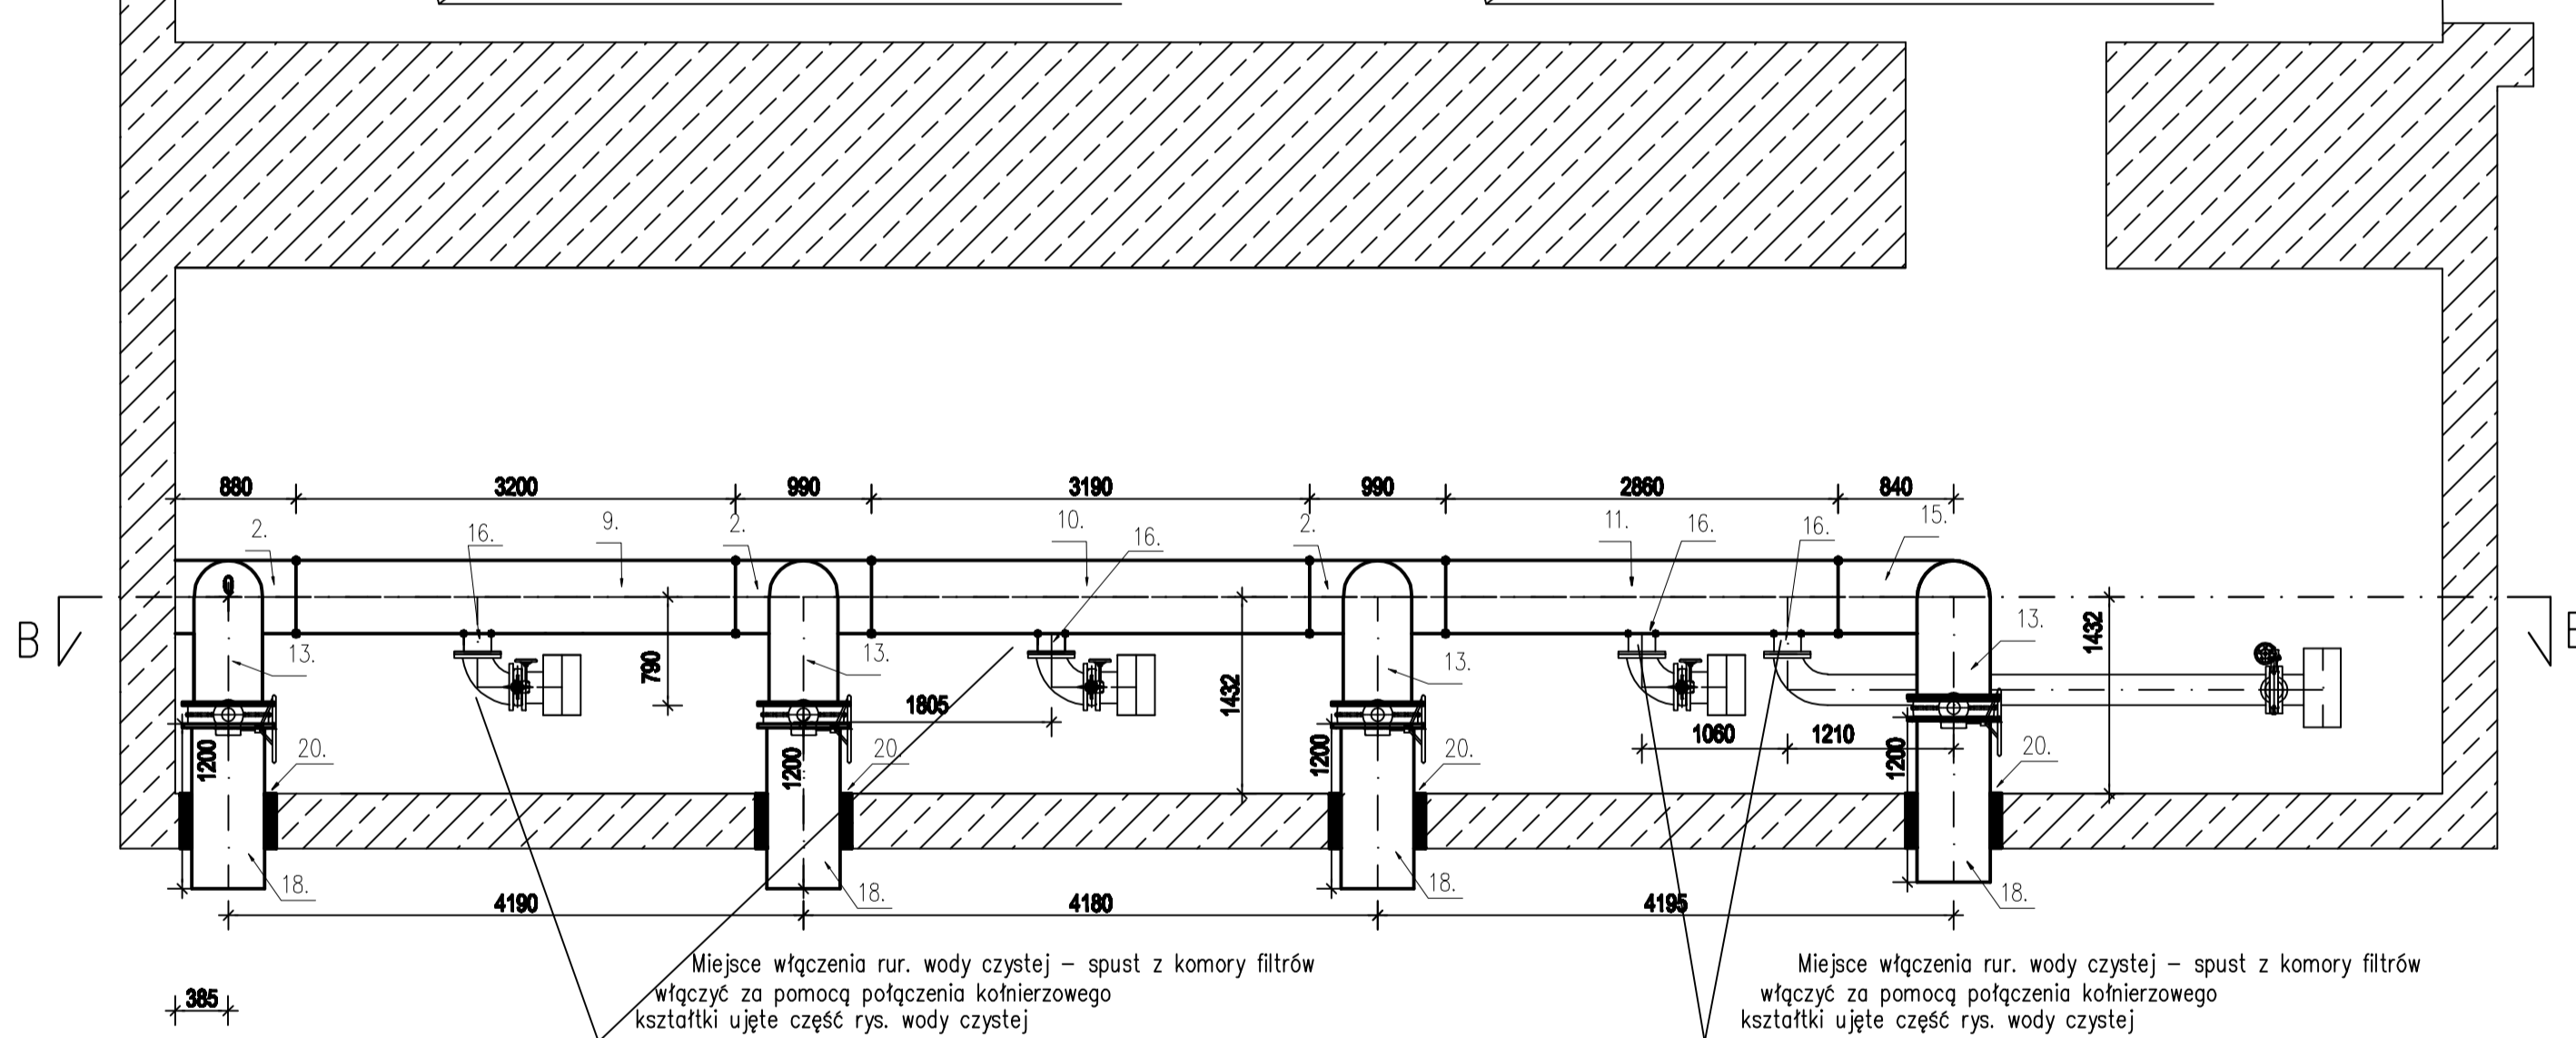 880 3200 990 3190 990 2860 840
2. 16. 9. 2. 10. 16. 2. 11. 16. 16. 15.
B
13. 790 13. 1432 13. 13. 1432
1805
1060 1210
1200 20. 1200 20. 1200 20. 1200 20.
18. 18. 18. 18.
4190 4180 4195
385
Miejsce włączenia rur. wody czystej – spust z komory filtrów
włączyć za pomocą połączenia kołnierzowego
kształtki ujęte część rys. wody czystej
Miejsce włączenia rur. wody czystej – spust z komory filtrów
włączyć za pomocą połączenia kołnierzowego
kształtki ujęte część rys. wody czystej